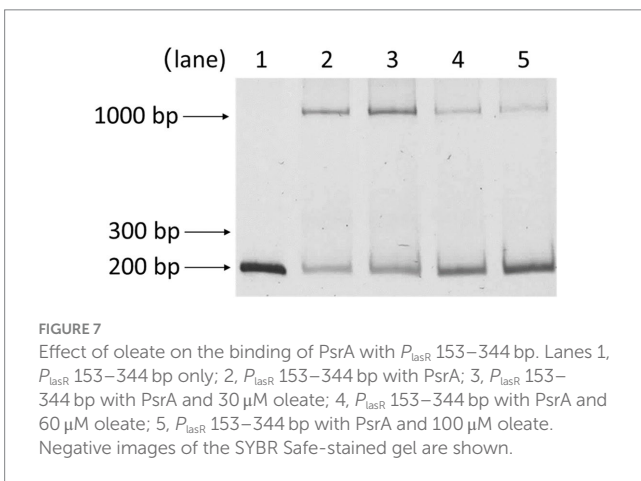 (lane) 1 2 3 4 5
1000 bp
300 bp
200 bp
FIGURE 7
Effect of oleate on the binding of PsrA with PlasR 153–344 bp. Lanes 1,
PlasR 153–344 bp only; 2, PlasR 153–344 bp with PsrA; 3, PlasR 153–
344 bp with PsrA and 30 μM oleate; 4, PlasR 153–344 bp with PsrA and
60 μM oleate; 5, PlasR 153–344 bp with PsrA and 100 μM oleate.
Negative images of the SYBR Safe-stained gel are shown.